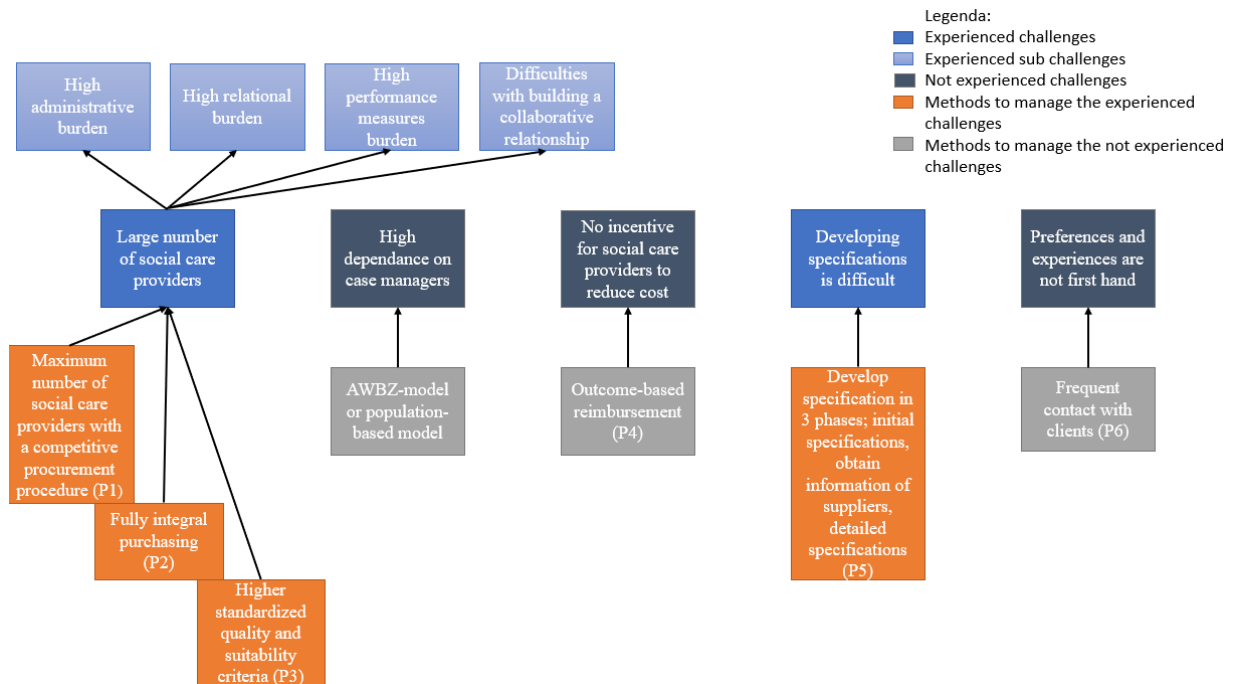 Legenda:
Experienced challenges
Experienced sub challenges
Not experienced challenges
Methods to manage the experienced
challenges
Methods to manage the not experienced
challenges
High
administrative
burden
High relational
burden
High
performance
measures
burden
Difficulties
with building a
collaborative
relationship
Large number
of social care
providers
High
dependance on
case managers
No incentive
for social care
providers to
reduce cost
Developing
specifications
is difficult
Preferences and
experiences are
not first hand
Maximum
number of
social care
providers with
a competitive
procurement
procedure (P1)
Fully integral
purchasing
(P2)
Higher
standardized
quality and
suitability
criteria (P3)
AWBZ-model
or population-
based model
Outcome-based
reimbursement
(P4)
Develop
specification in
3 phases; initial
specifications,
obtain
information of
suppliers,
detailed
specifications
(P5)
Frequent
contact with
clients (P6)